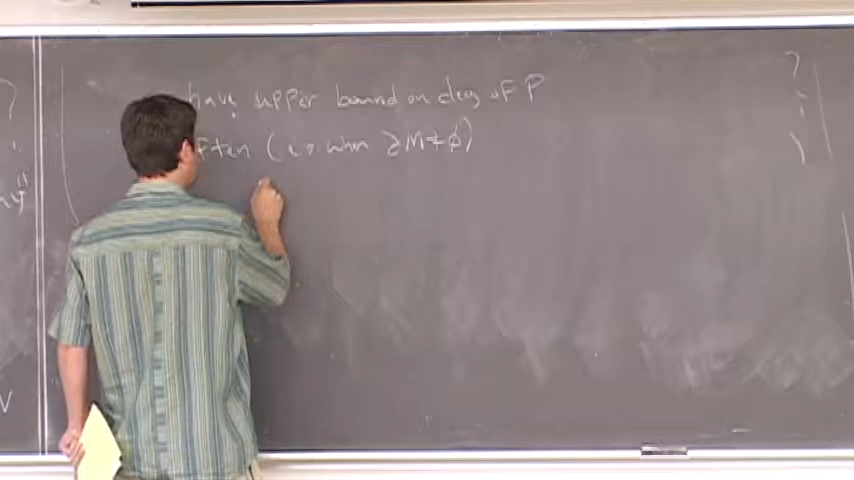 have upper bound on deg of P
often (e.g. when ∂M≠∅)